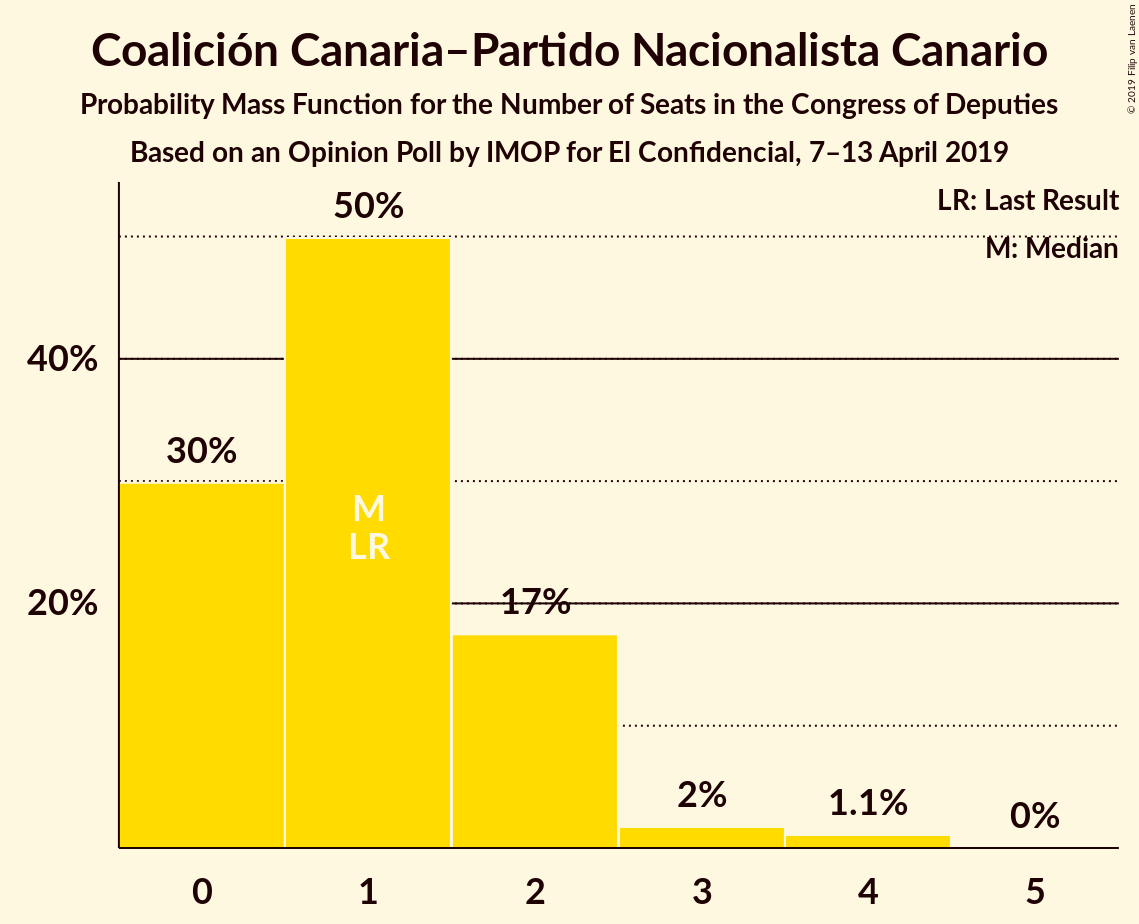 Coalición Canaria–Partido Nacionalista Canario
Probability Mass Function for the Number of Seats in the Congress of Deputies
Based on an Opinion Poll by IMOP for El Confidencial, 7–13 April 2019
© 2019 Filip van Laenen
LR: Last Result
M: Median
50%
40%
30%
M
LR
20%
17%
2%
1.1%
0%
0 1 2 3 4 5